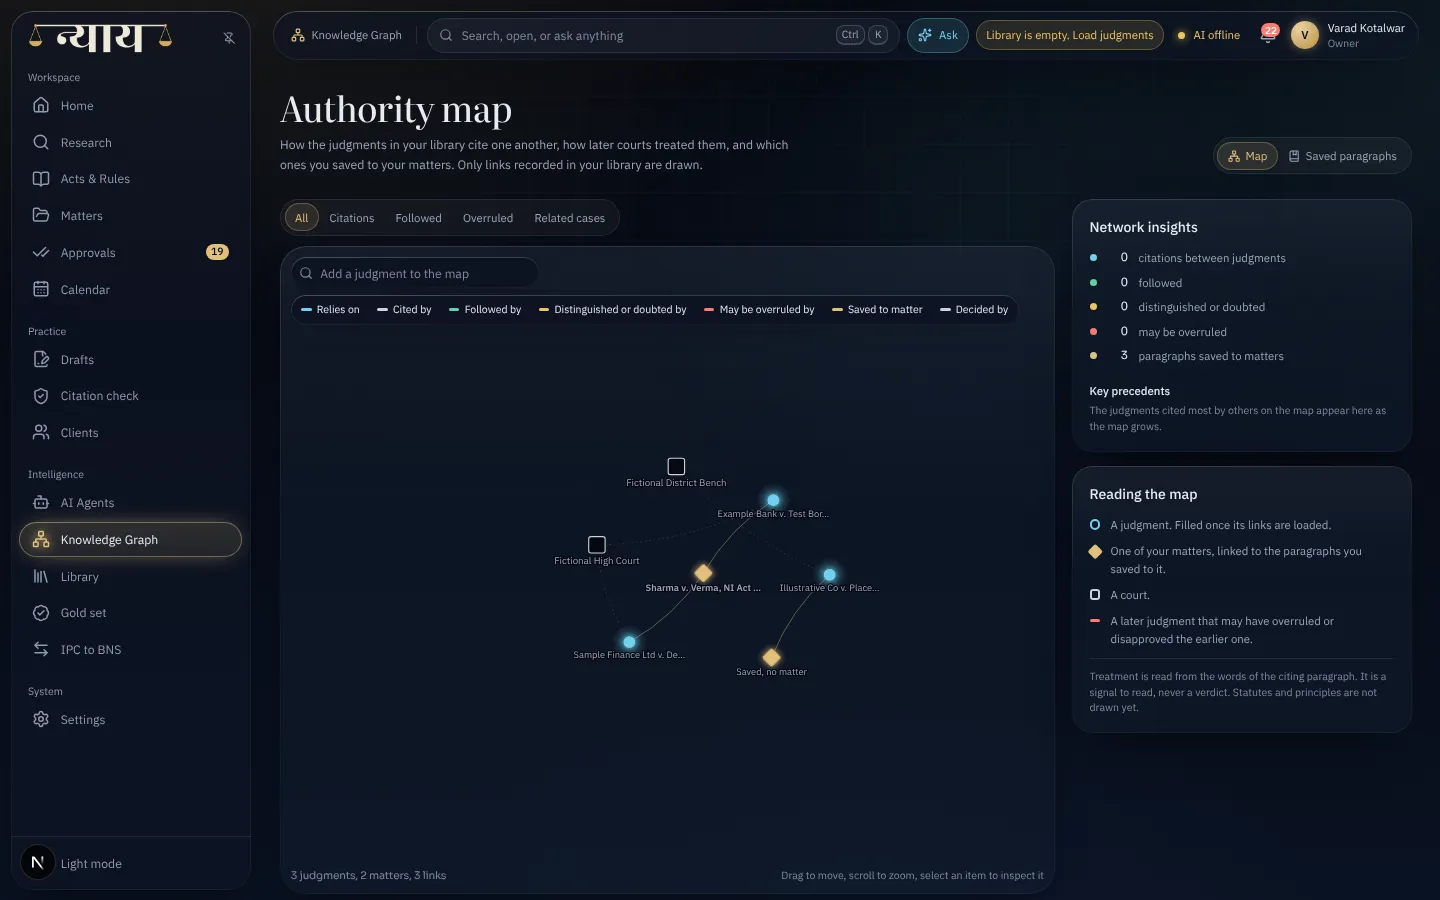 न्याय
Workspace
Home
Research
Acts & Rules
Matters
Approvals 19
Calendar
Practice
Drafts
Citation check
Clients
Intelligence
AI Agents
Knowledge Graph
Library
Gold set
IPC to BNS
System
Settings
N Light mode
Knowledge Graph
Search, open, or ask anything Ctrl K
Ask
Library is empty. Load judgments
AI offline
22
V
Varad Kotalwar
Owner
Authority map
How the judgments in your library cite one another, how later courts treated them, and which
ones you saved to your matters. Only links recorded in your library are drawn.
Map Saved paragraphs
All Citations Followed Overruled Related cases
Add a judgment to the map
Relies on Cited by Followed by Distinguished or doubted by May be overruled by Saved to matter Decided by
Fictional District Bench
Example Bank v. Test Bor...
Fictional High Court
Sharma v. Verma, NI Act ...
Illustrative Co v. Place...
Sample Finance Ltd v. De...
Saved, no matter
3 judgments, 2 matters, 3 links
Drag to move, scroll to zoom, select an item to inspect it
Network insights
0 citations between judgments
0 followed
0 distinguished or doubted
0 may be overruled
3 paragraphs saved to matters
Key precedents
The judgments cited most by others on the map appear here as
the map grows.
Reading the map
A judgment. Filled once its links are loaded.
One of your matters, linked to the paragraphs you
saved to it.
A court.
A later judgment that may have overruled or
disapproved the earlier one.
Treatment is read from the words of the citing paragraph. It is a
signal to read, never a verdict. Statutes and principles are not
drawn yet.